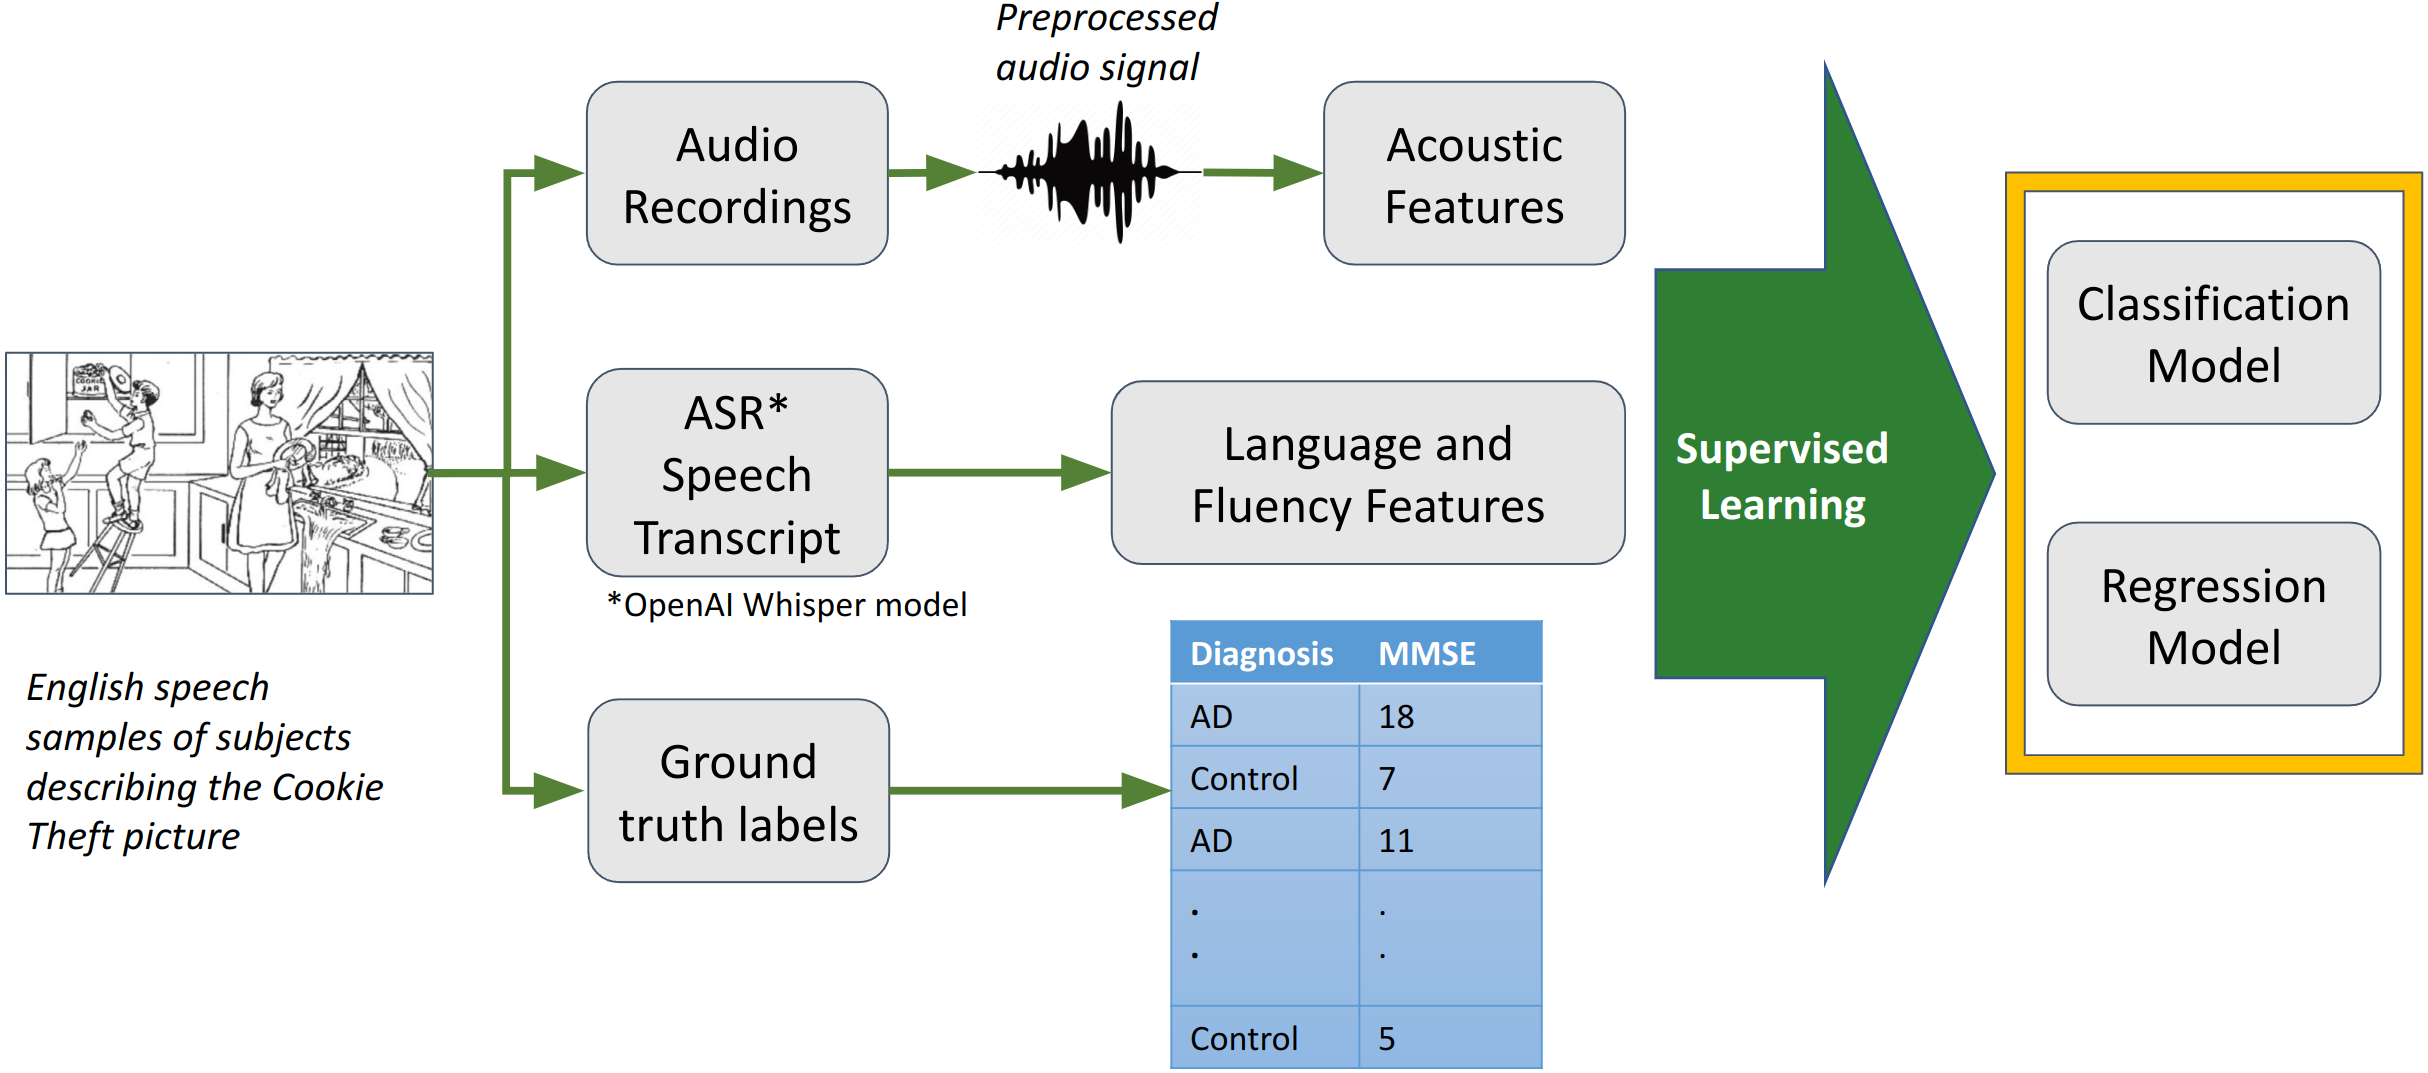 Preprocessed
audio signal
Audio
Recordings
Acoustic
Features
COOKIE
JAR
ASR*
Speech
Transcript
*OpenAI Whisper model
Language and
Fluency Features
Supervised
Learning
Classification
Model
Regression
Model
English speech
samples of subjects
describing the Cookie
Theft picture
Ground
truth labels
Diagnosis MMSE
AD 18
Control 7
AD 11
. .
. .
Control 5